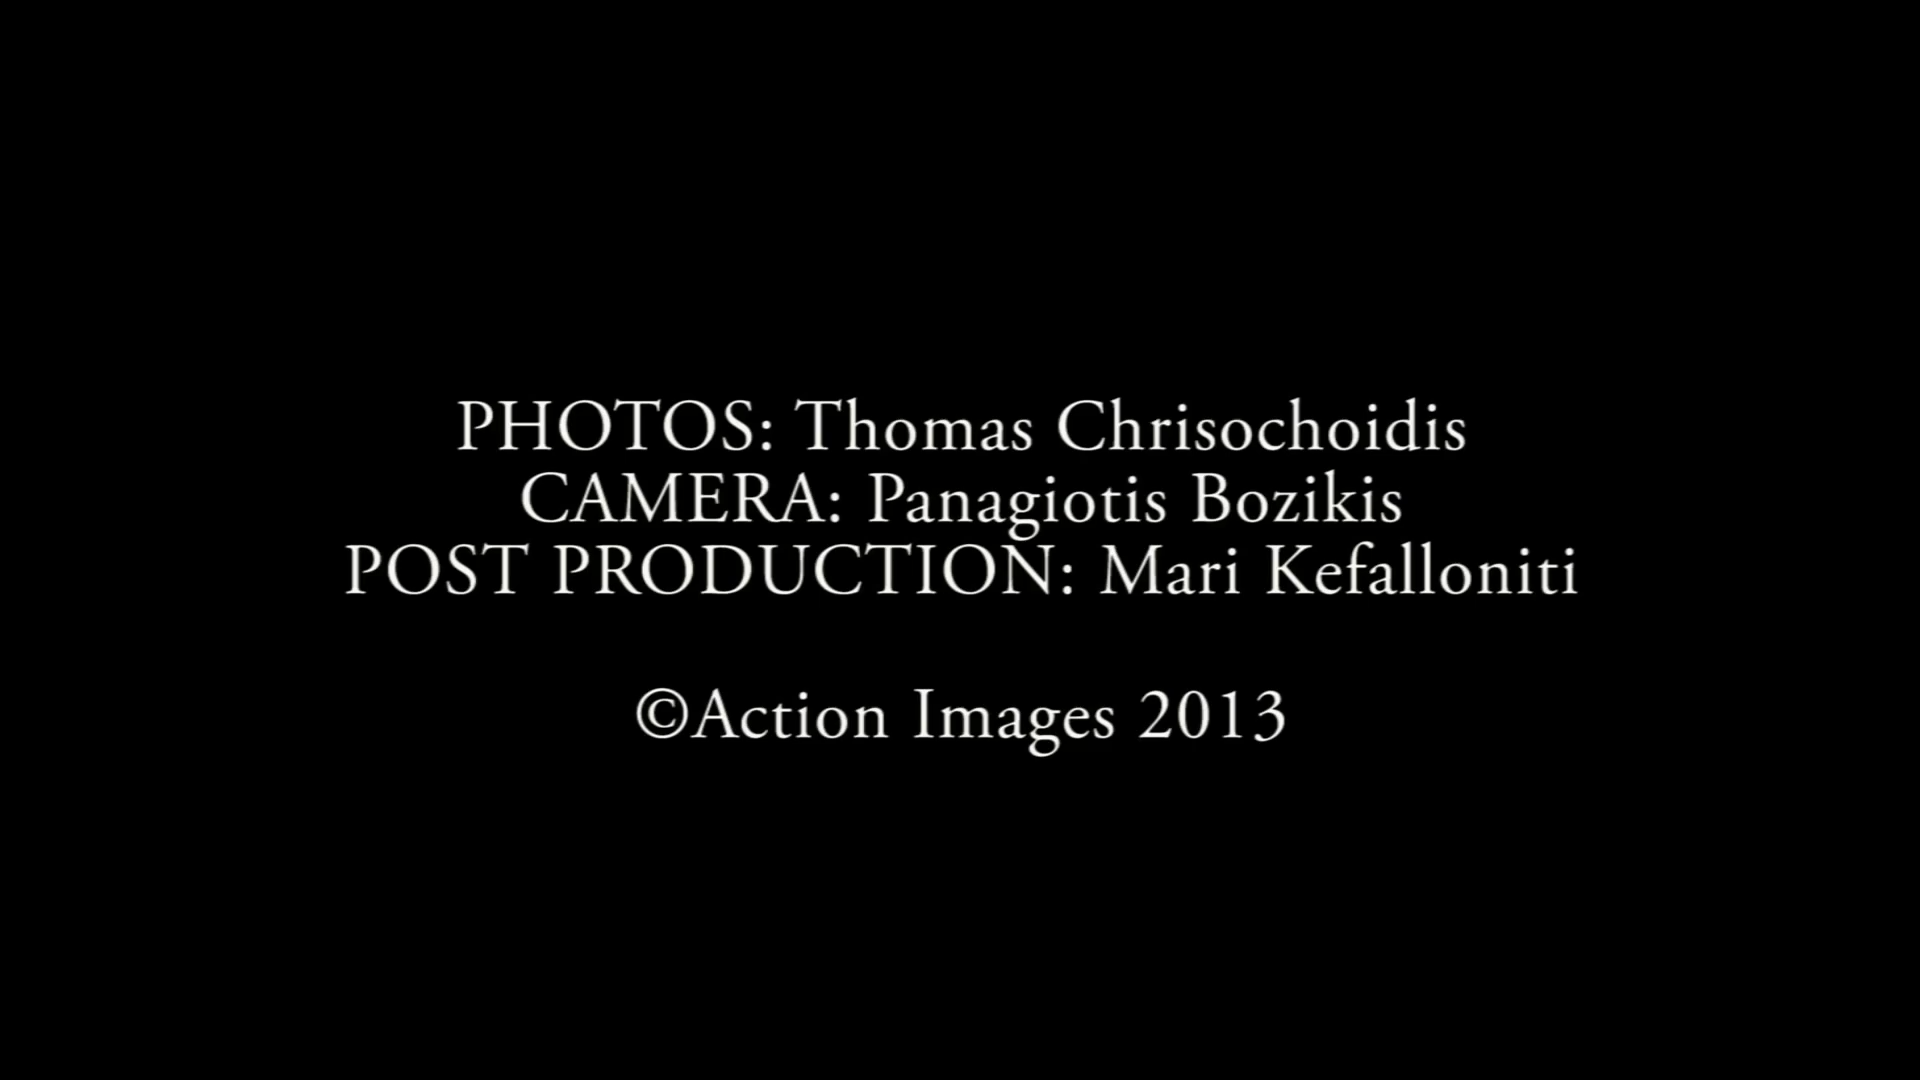 PHOTOS: Thomas Chrisochoidis
CAMERA: Panagiotis Bozikis
POST PRODUCTION: Mari Kefalloniti
©Action Images 2013